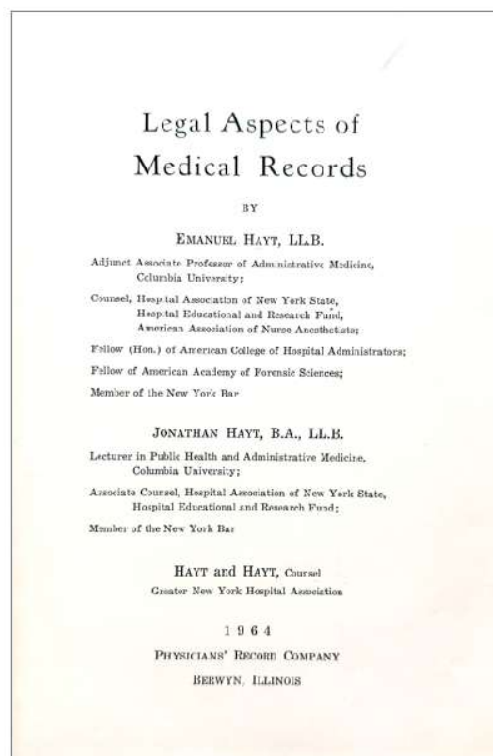 Legal Aspects of
Medical Records
BY
EMANUEL HAYT, LL.B.
Adjunct Associate Professor of Administrative Medicine,
Columbia University;
Counsel, Hospital Association of New York State,
Hospital Educational and Research Fund,
American Association of Nurse Anesthetists;
Fellow (Hon.) of American College of Hospital Administrators;
Fellow of American Academy of Forensic Sciences;
Member of the New York Bar
JONATHAN HAYT, B.A., LL.B.
Lecturer in Public Health and Administrative Medicine,
Columbia University;
Associate Counsel, Hospital Association of New York State,
Hospital Educational and Research Fund;
Member of the New York Bar
HAYT and HAYT, Counsel
Greater New York Hospital Association
1964
PHYSICIANS' RECORD COMPANY
BERWYN, ILLINOIS